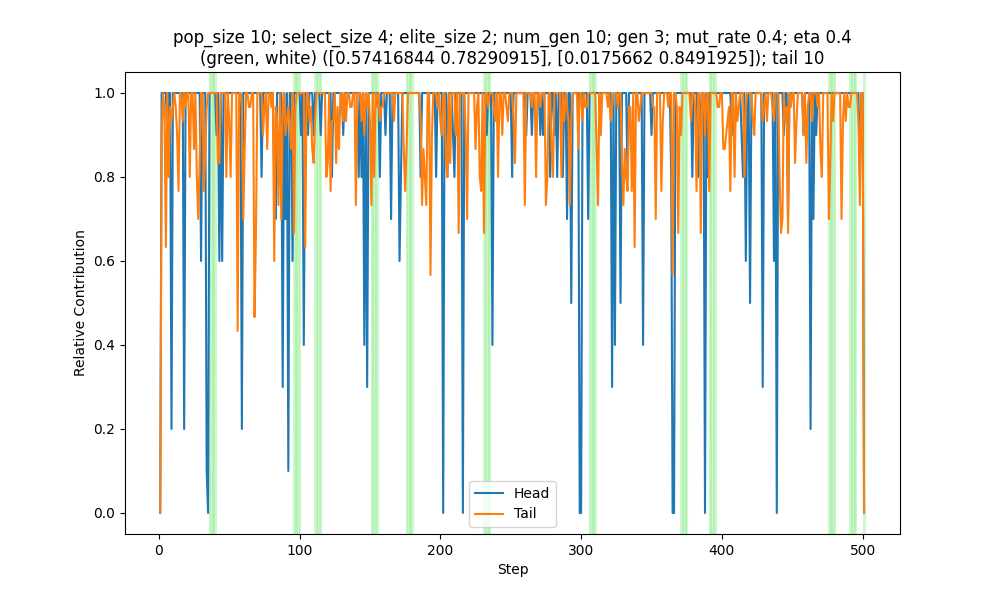 pop_size 10; select_size 4; elite_size 2; num_gen 10; gen 3; mut_rate 0.4; eta 0.4
(green, white) ([0.57416844 0.78290915], [0.0175662 0.8491925]); tail 10
1.0
0.8
0.6
0.4
0.2
0.0
Relative Contribution
Head
Tail
0
100
200
300
400
500
Step